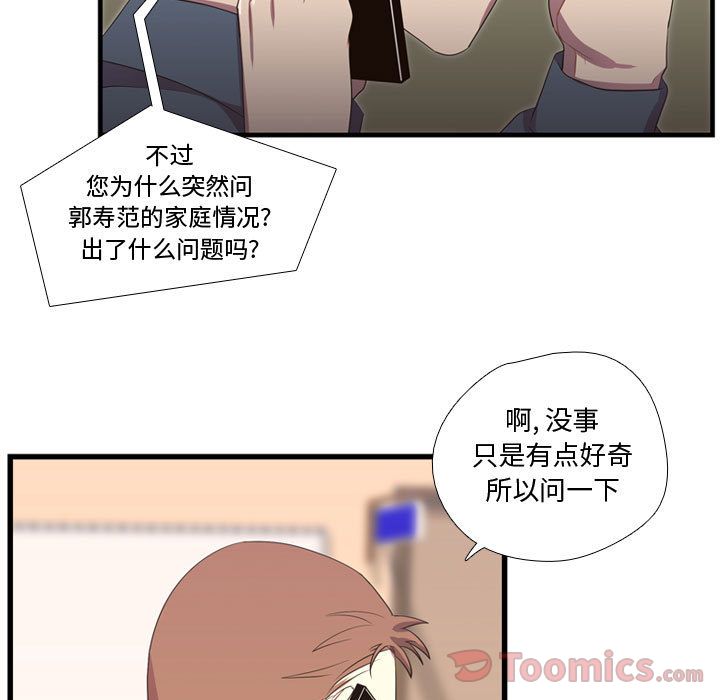 不过
您为什么突然问
郭寿范的家庭情况?
出了什么问题吗?
啊, 没事
只是有点好奇
所以问一下
Toomics.com